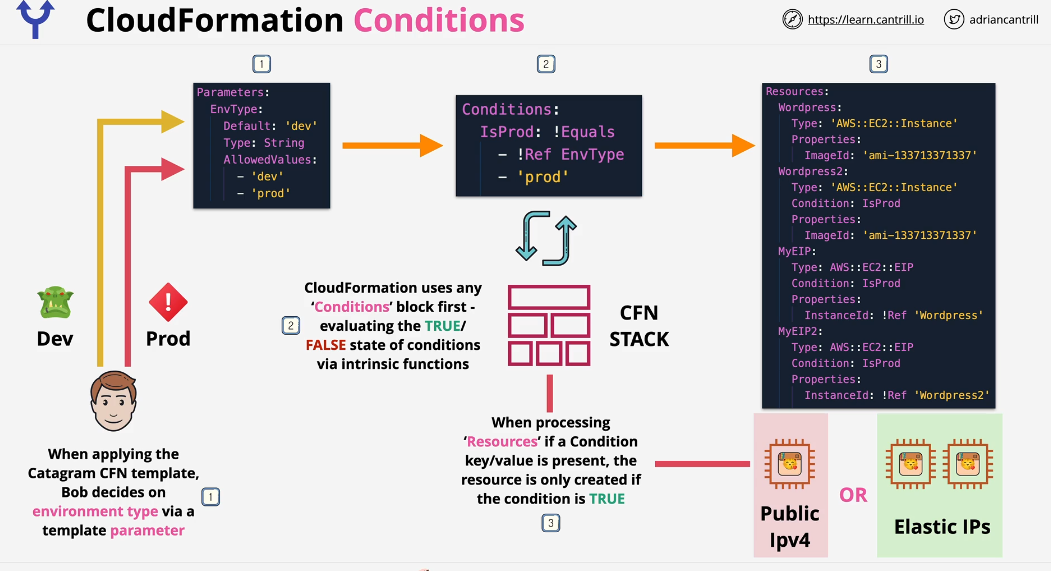 CloudFormation Conditions
https://learn.cantrill.io
adriancantrill
1
Parameters:
EnvType:
Default: 'dev'
Type: String
AllowedValues:
- 'dev'
- 'prod'
2
Conditions:
IsProd: !Equals
- !Ref EnvType
- 'prod'
3
Resources:
Wordpress:
Type: 'AWS::EC2::Instance'
Properties:
ImageId: 'ami-133713371337'
Wordpress2:
Type: 'AWS::EC2::Instance'
Condition: IsProd
Properties:
ImageId: 'ami-133713371337'
MyEIP:
Type: AWS::EC2::EIP
Condition: IsProd
Properties:
InstanceId: !Ref 'Wordpress'
MyEIP2:
Type: AWS::EC2::EIP
Condition: IsProd
Properties:
InstanceId: !Ref 'Wordpress2'
Dev
Prod
When applying the
Catagram CFN template,
Bob decides on
environment type via a
template parameter
1
CloudFormation uses any
'Conditions' block first -
evaluating the TRUE/
FALSE state of conditions
via intrinsic functions
2
CFN
STACK
When processing
'Resources' if a Condition
key/value is present, the
resource is only created if
the condition is TRUE
3
Public
Ipv4
OR
Elastic IPs